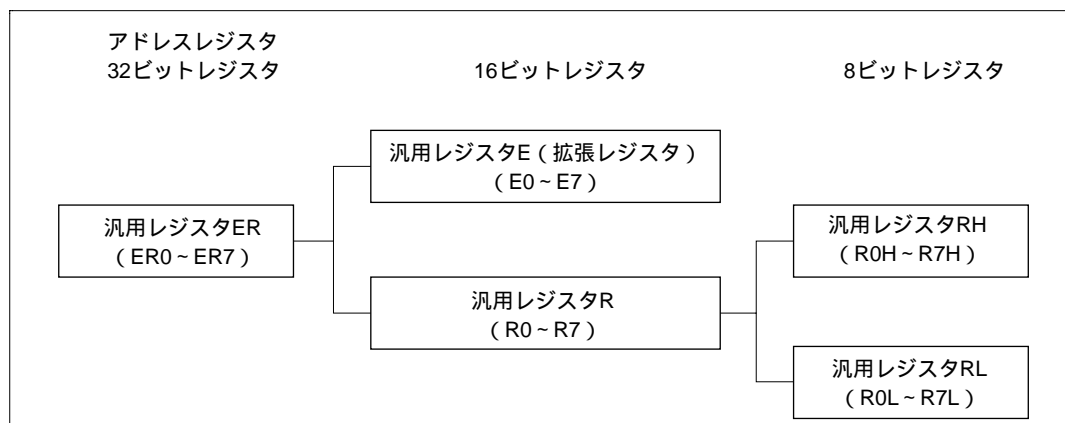 アドレスレジスタ
32ビットレジスタ
16ビットレジスタ
8ビットレジスタ
汎用レジスタE（拡張レジスタ）
（E0～E7）
汎用レジスタER
（ER0～ER7）
汎用レジスタRH
（R0H～R7H）
汎用レジスタR
（R0～R7）
汎用レジスタRL
（R0L～R7L）